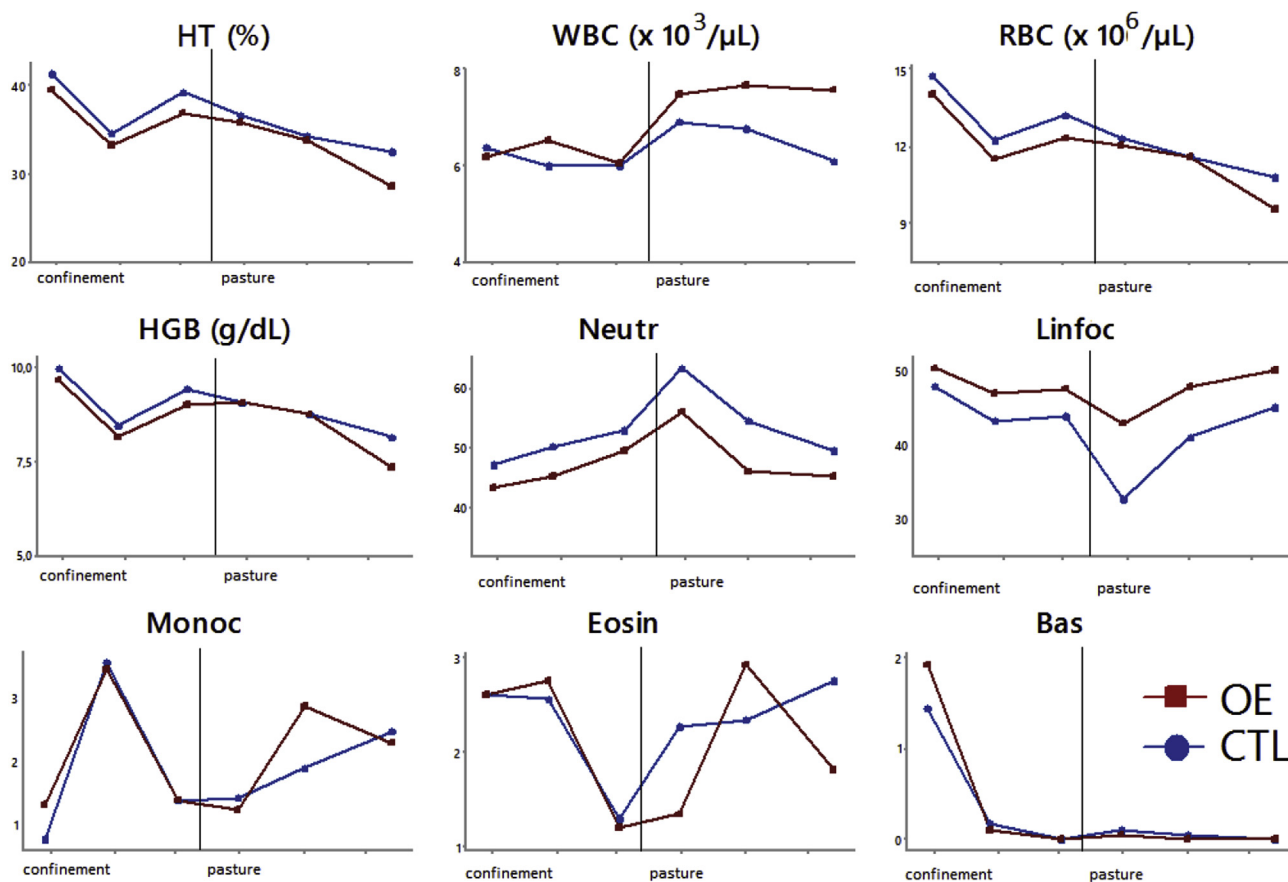 HT (%)
WBC (x 10³/µL)
RBC (x 10⁶/µL)
40
30
20
confinement
pasture
8
6
4
confinement
pasture
15
12
9
confinement
pasture
HGB (g/dL)
Neutr
Linfoc
10,0
7,5
5,0
confinement
pasture
60
50
40
confinement
pasture
50
40
30
confinement
pasture
Monoc
Eosin
Bas
3
2
1
confinement
pasture
3
2
1
confinement
pasture
2
1
0
confinement
pasture
OE
CTL